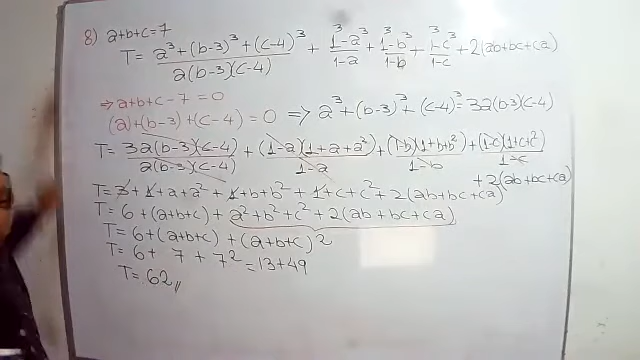 8) a+b+c=7
T= a³+(b-3)³+(c-4)³ / a(b-3)(c-4) + 1³-a³ / 1-a + 1³-b³ / 1-b + 1³-c³ / 1-c + 2(ab+bc+ca)
⇒ a+b+c-7=0
(a)+(b-3)+(c-4)=0 ⇒ a³+(b-3)³+(c-4)³=3a(b-3)(c-4)
T= 3a(b-3)(c-4) / a(b-3)(c-4) + (1-a)(1+a+a²) / 1-a + (1-b)(1+b+b²) / 1-b + (1-c)(1+c+c²) / 1-c
+2(ab+bc+ca)
T= 3+1+a+a²+1+b+b²+1+c+c²+2(ab+bc+ca)
T= 6+(a+b+c)+a²+b²+c²+2(ab+bc+ca)
T= 6+(a+b+c)+(a+b+c)2
T= 6+ 7 + 7² =13+49
T= 62,,